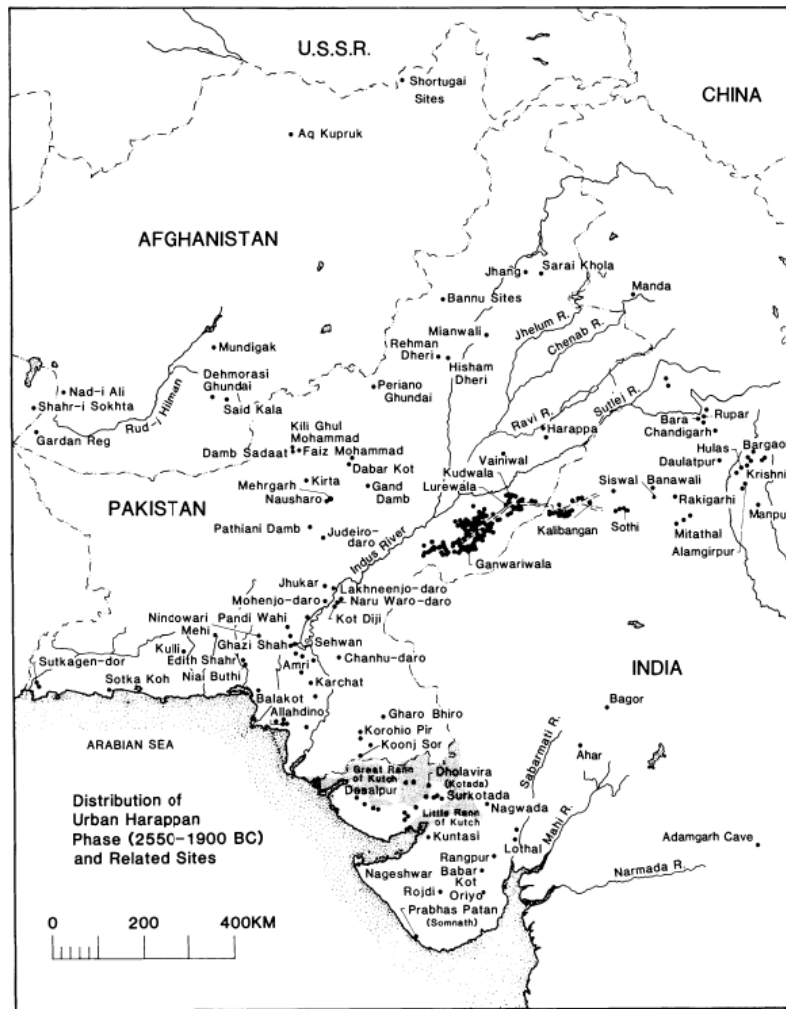 U.S.S.R.
Shortugai
Sites
CHINA
Aq Kupruk
AFGHANISTAN
Jhang
Sarai Khola
Manda
Bannu Sites
Mianwali
Jhelum R.
Chenab R.
Rehman
Dheri
Hisham
Dheri
Mundigak
Dehmorasi
Ghundai
Said Kala
Periano
Ghundai
Nad-i Ali
Shahr-i Sokhta
Rud-i Hilman
Gardan Reg
Ravi R.
Sutlej R.
Harappa
Bara
Rupar
Chandigarh
Kili Ghul
Mohammad
Damb Sadaat
Faiz Mohammad
Dabar Kot
Vainiwal
Kudwala
Lurewala
Hulas
Bargaon
Daulatpur
Krishni
Mehrgarh
Kirta
Nausharo
Gand
Damb
Siswal
Banawali
Rakigarhi
Manpur
PAKISTAN
Pathiani Damb
Judeiro-
daro
Indus River
Kalibangan
Sothi
Mitathal
Alamgirpur
Ganwariwala
Jhukar
Lakhneenjo-daro
Mohenjo-daro
Naru Waro-daro
Kot Diji
Nincowari
Pandi Wahi
Mehi
Ghazi Shah
Sehwan
Kulli
Edith Shahr
Amri
Chanhu-daro
Sutkagen-dor
Sotka Koh
Niai Buthi
Karchat
INDIA
Balakot
Allahdino
Gharo Bhiro
Bagor
Korohio Pir
Koonj Sor
ARABIAN SEA
Ahar
Sabarmati R.
Great Rann
of Kutch
Dholavira
(Kotada)
Desalpur
Surkotada
Nagwada
Little Rann
of Kutch
Mahi R.
Kuntasi
Lothal
Adamgarh Cave
Rangpur
Narmada R.
Nageshwar
Babar
Kot
Rojdi
Oriyo
Prabhas Patan
(Somnath)
Distribution of
Urban Harappan
Phase (2550-1900 BC)
and Related Sites
0 200 400KM